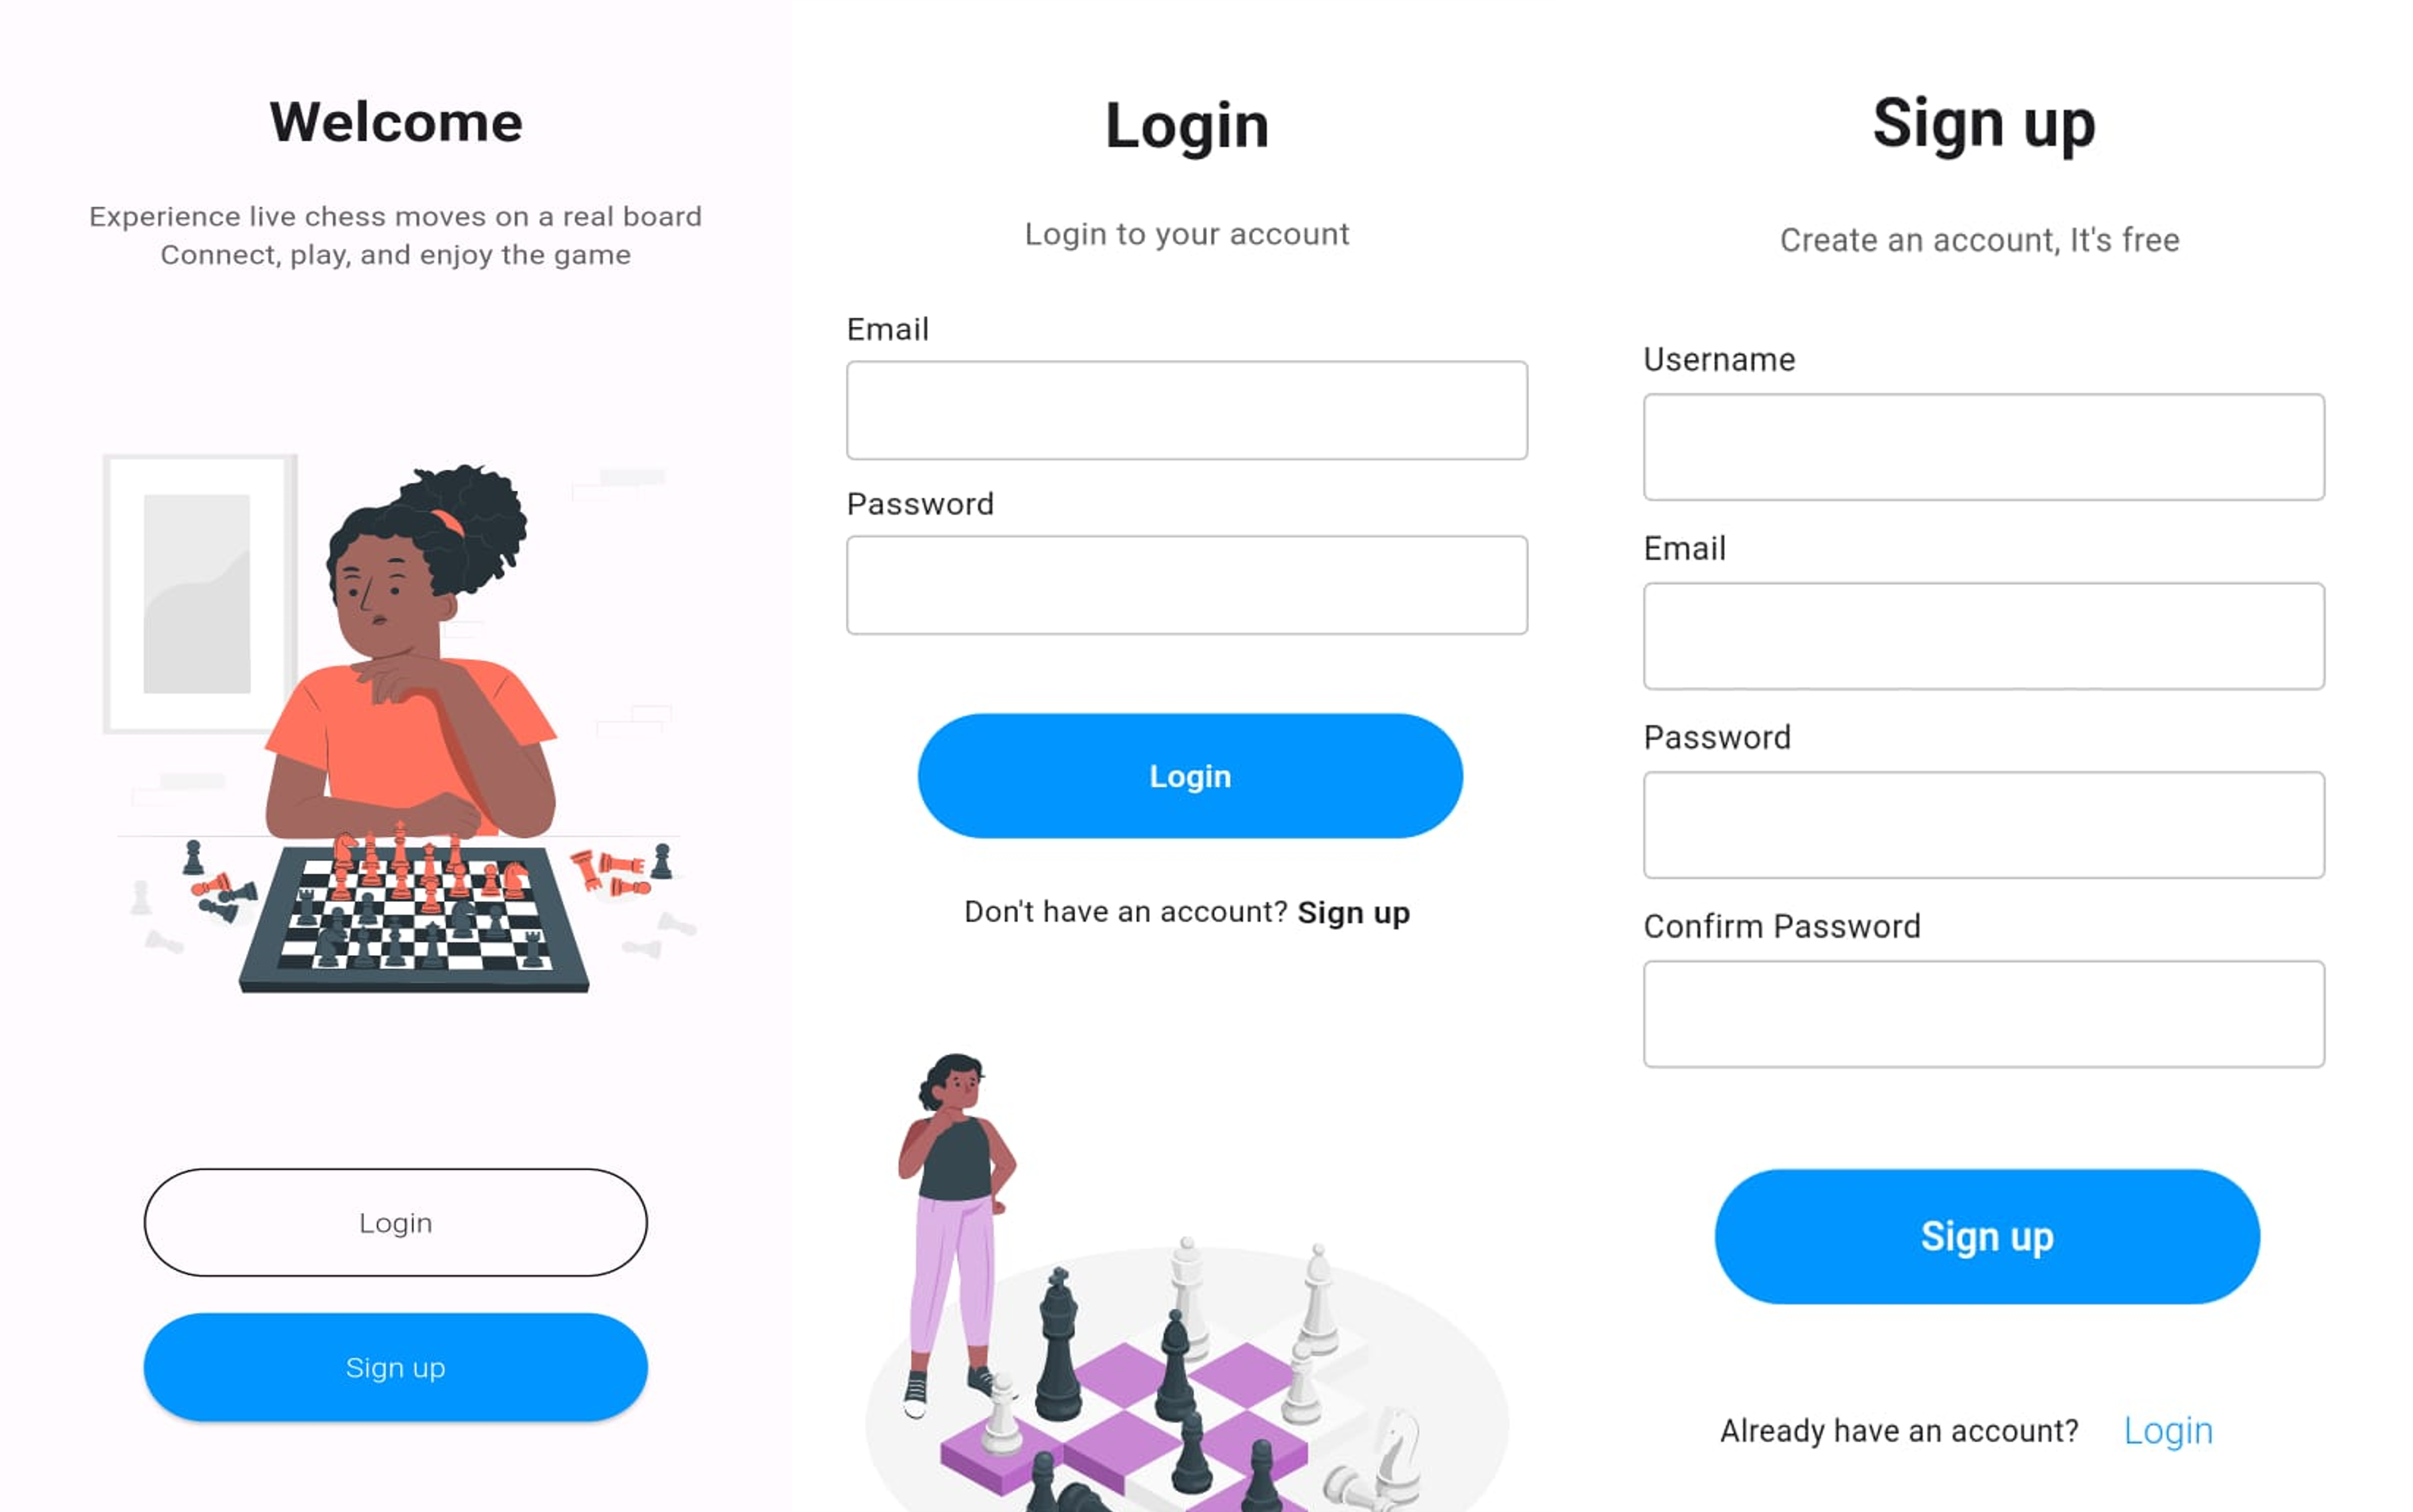 Welcome
Experience live chess moves on a real board
Connect, play, and enjoy the game
Login
Sign up
Login
Login to your account
Email
Password
Login
Don't have an account? Sign up
Sign up
Create an account, It's free
Username
Email
Password
Confirm Password
Sign up
Already have an account? Login